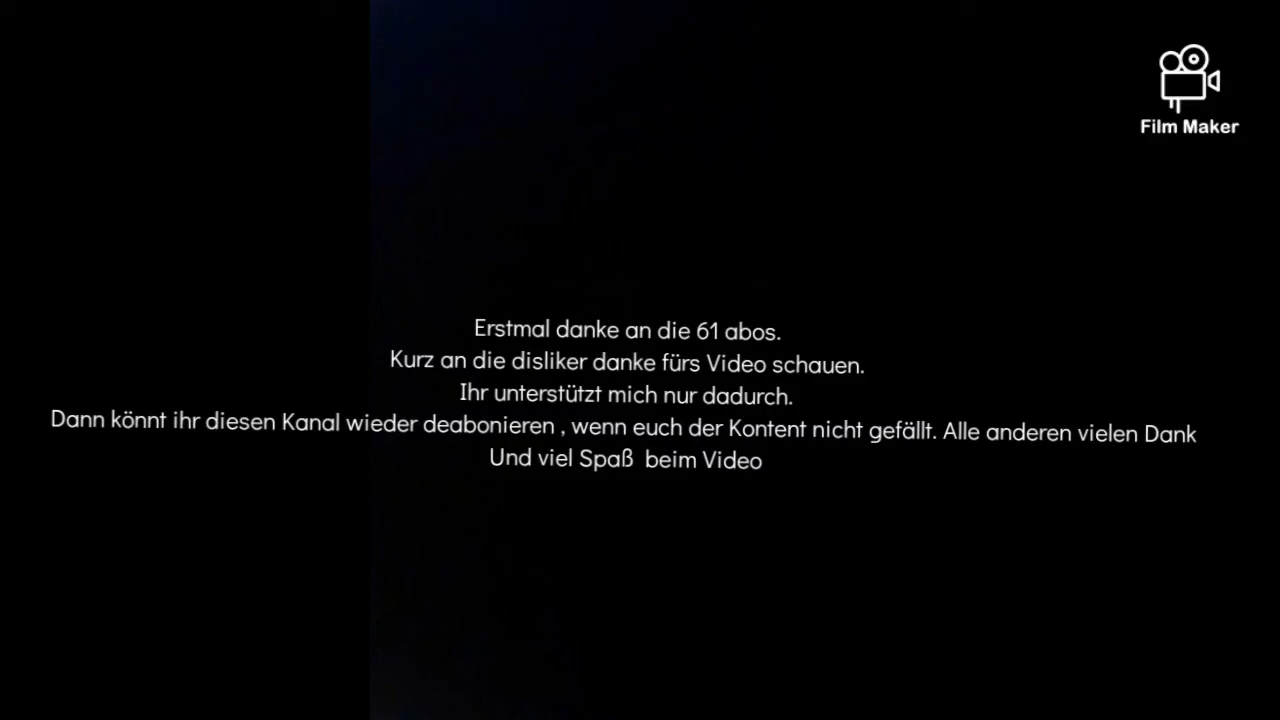 Film Maker
Erstmal danke an die 61 abos.
Kurz an die disliker danke fürs Video schauen.
Ihr unterstützt mich nur dadurch.
Dann könnt ihr diesen Kanal wieder deabonieren , wenn euch der Kontent nicht gefällt. Alle anderen vielen Dank
Und viel Spaß beim Video